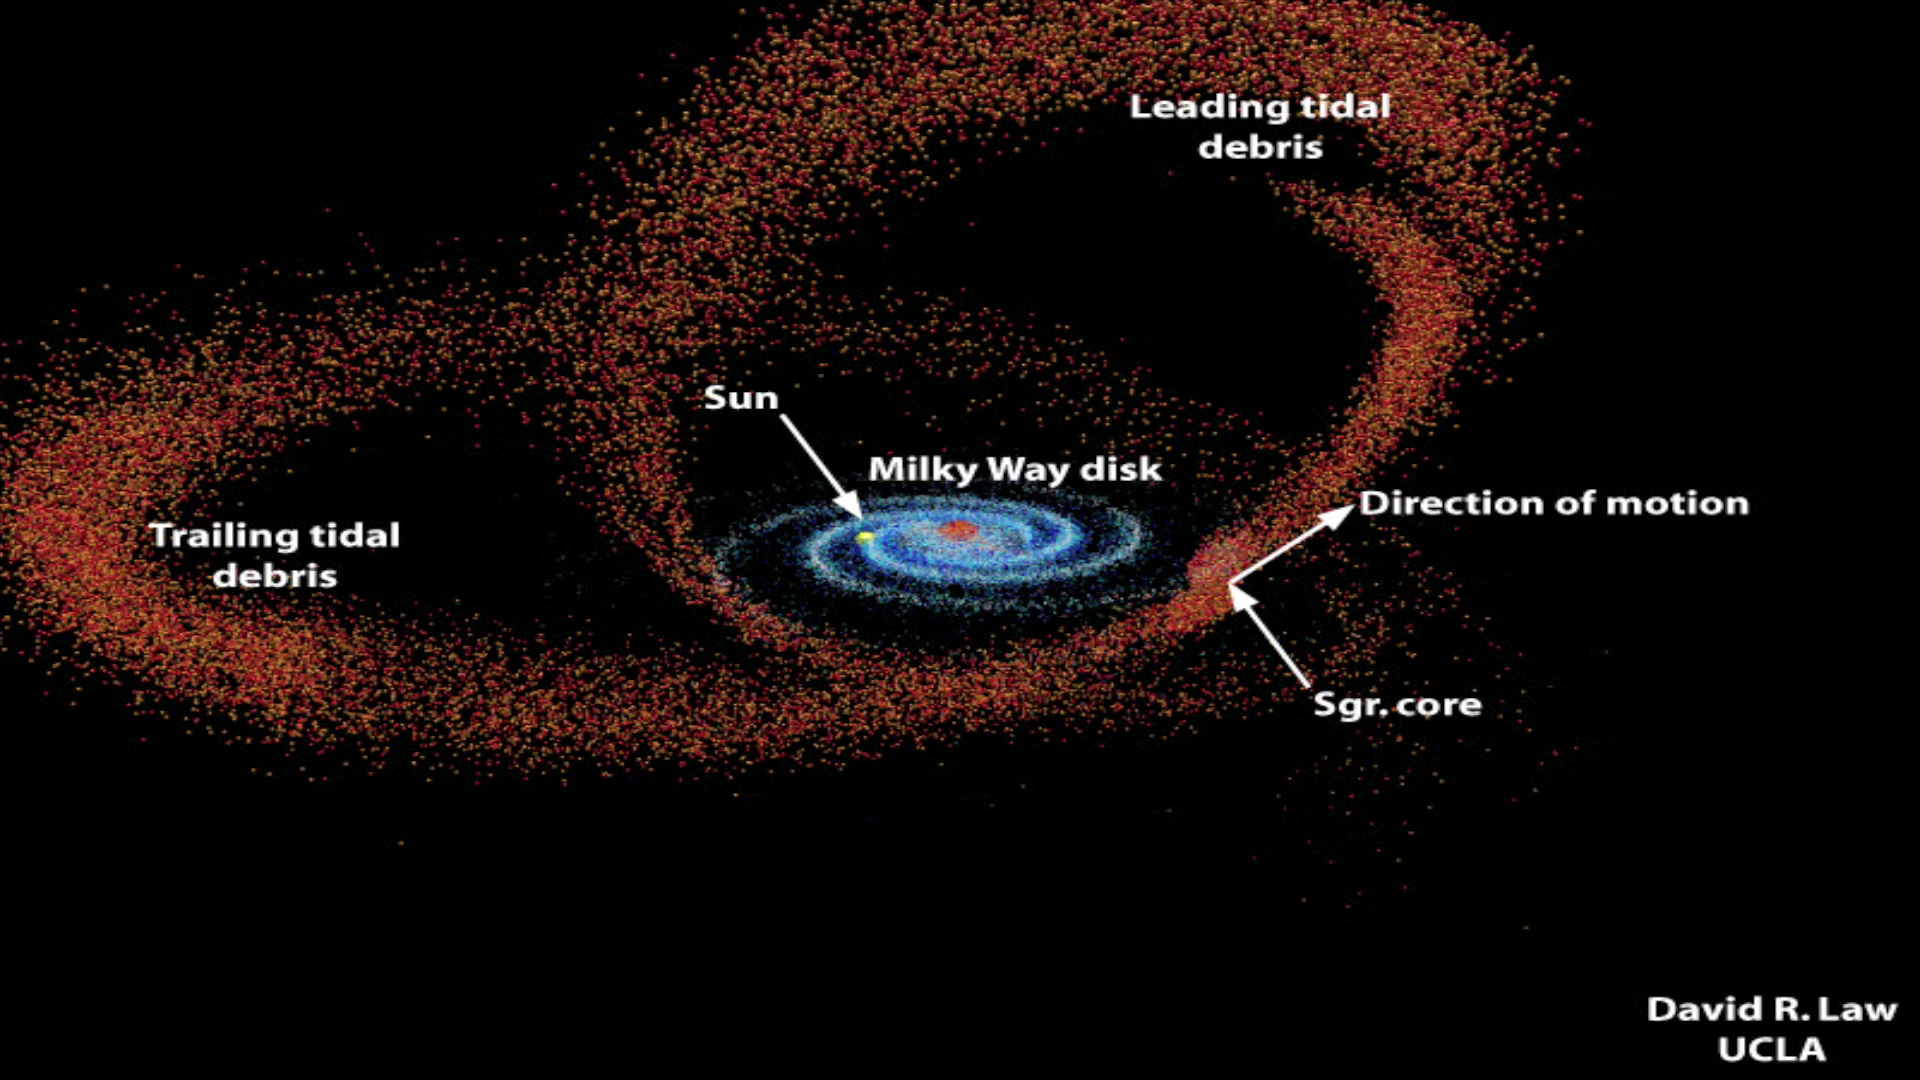 Leading tidal
debris
Sun
Milky Way disk
Direction of motion
Trailing tidal
debris
Sgr. core
David R. Law
UCLA